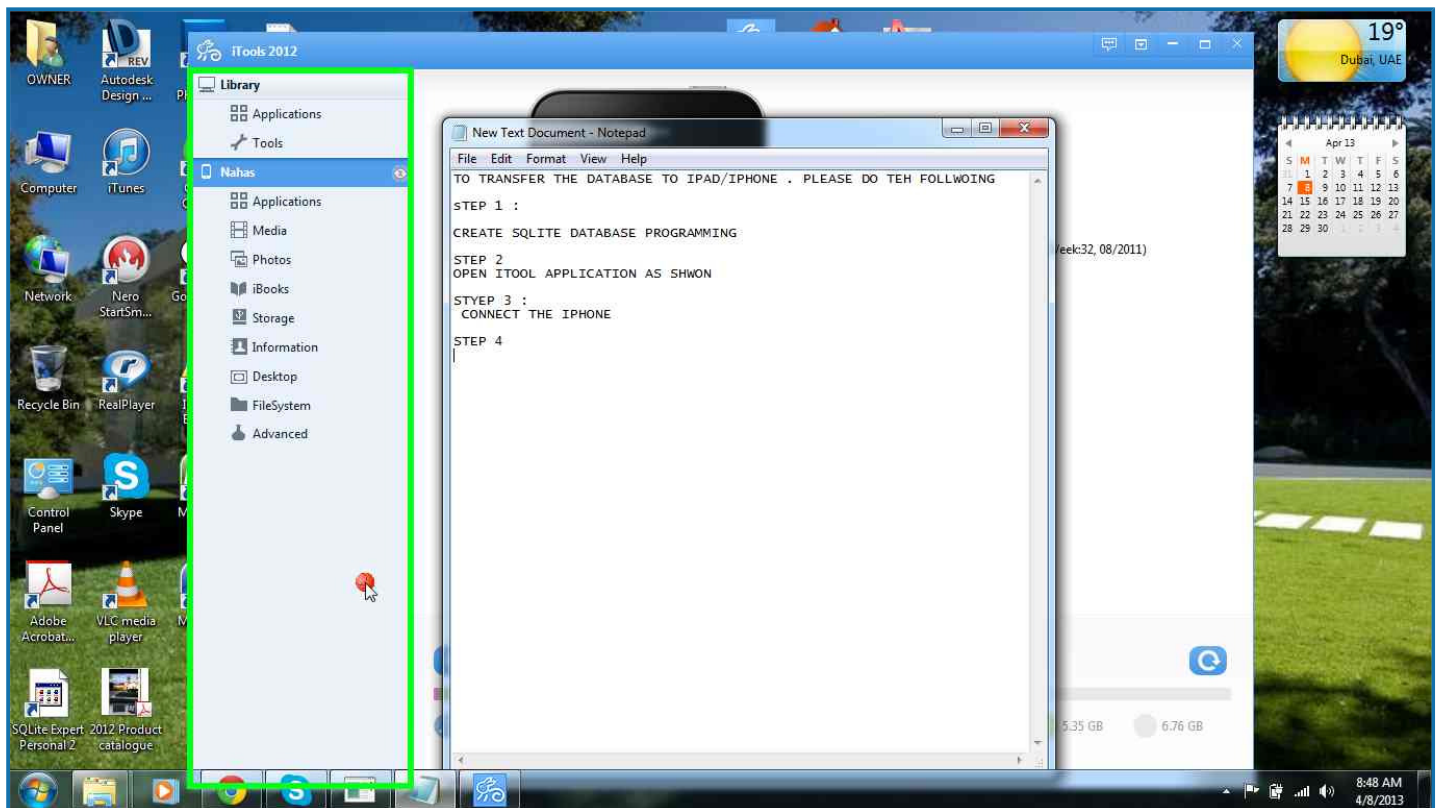 OWNER
Autodesk
Design ...
Computer
iTunes
Network
Nero
StartSm...
Recycle Bin
RealPlayer
Control
Panel
Skype
Adobe
Acrobat...
VLC media
player
SQLite Expert
Personal 2
2012 Product
catalogue
REV
iTools 2012
Library
Applications
Tools
Nahas
Applications
Media
Photos
iBooks
Storage
Information
Desktop
FileSystem
Advanced
New Text Document - Notepad
File Edit Format View Help
TO TRANSFER THE DATABASE TO IPAD/IPHONE . PLEASE DO TEH FOLLWOING
sTEP 1 :
CREATE SQLITE DATABASE PROGRAMMING
STEP 2
OPEN ITOOL APPLICATION AS SHWON
STYEP 3 :
CONNECT THE IPHONE
STEP 4
eek:32, 08/2011)
5.35 GB
6.76 GB
19°
Dubai, UAE
Apr 13
S M T W T F S
31 1 2 3 4 5 6
7 8 9 10 11 12 13
14 15 16 17 18 19 20
21 22 23 24 25 26 27
28 29 30 1 2 3 4
8:48 AM
4/8/2013